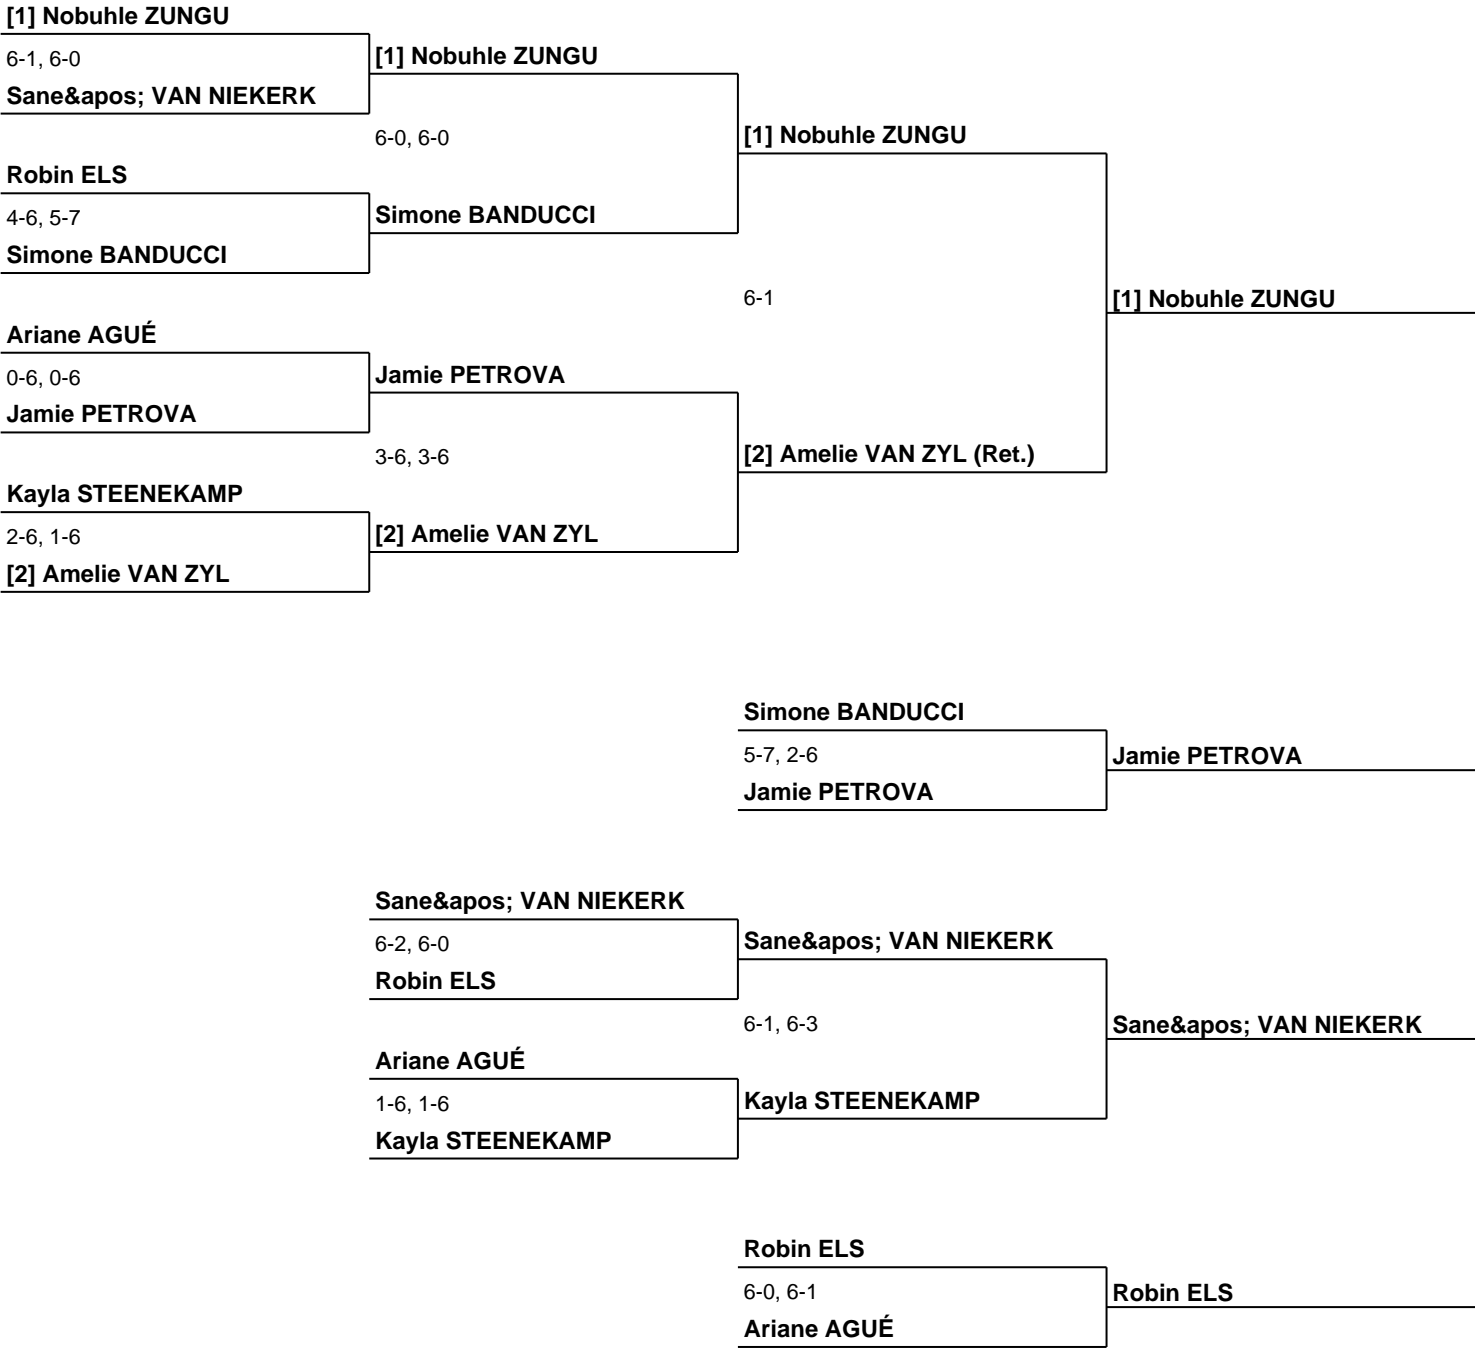 [1] Nobuhle ZUNGU
6-1, 6-0
[1] Nobuhle ZUNGU
Sane&apos; VAN NIEKERK
6-0, 6-0
[1] Nobuhle ZUNGU
Robin ELS
4-6, 5-7
Simone BANDUCCI
Simone BANDUCCI
6-1
[1] Nobuhle ZUNGU
Ariane AGUÉ
0-6, 0-6
Jamie PETROVA
Jamie PETROVA
3-6, 3-6
[2] Amelie VAN ZYL (Ret.)
Kayla STEENEKAMP
2-6, 1-6
[2] Amelie VAN ZYL
[2] Amelie VAN ZYL
Simone BANDUCCI
5-7, 2-6
Jamie PETROVA
Jamie PETROVA
Sane&apos; VAN NIEKERK
6-2, 6-0
Sane&apos; VAN NIEKERK
Robin ELS
6-1, 6-3
Sane&apos; VAN NIEKERK
Ariane AGUÉ
1-6, 1-6
Kayla STEENEKAMP
Kayla STEENEKAMP
Robin ELS
6-0, 6-1
Robin ELS
Ariane AGUÉ